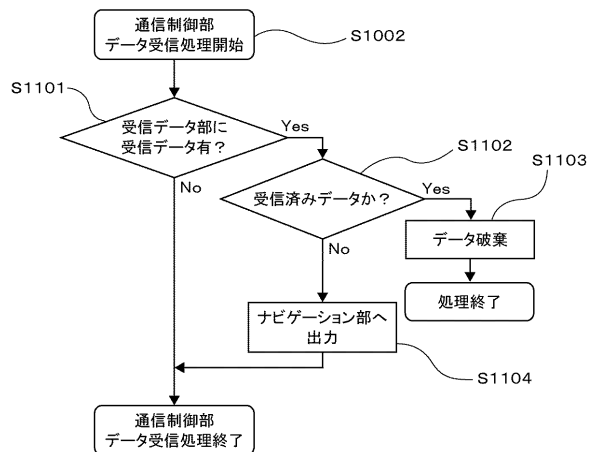 通信制御部
データ受信処理開始
S1002
S1101
受信データ部に
受信データ有？
Yes
No
S1102
受信済みデータか？
Yes
No
S1103
データ破棄
処理終了
ナビゲーション部へ
出力
S1104
通信制御部
データ受信処理終了